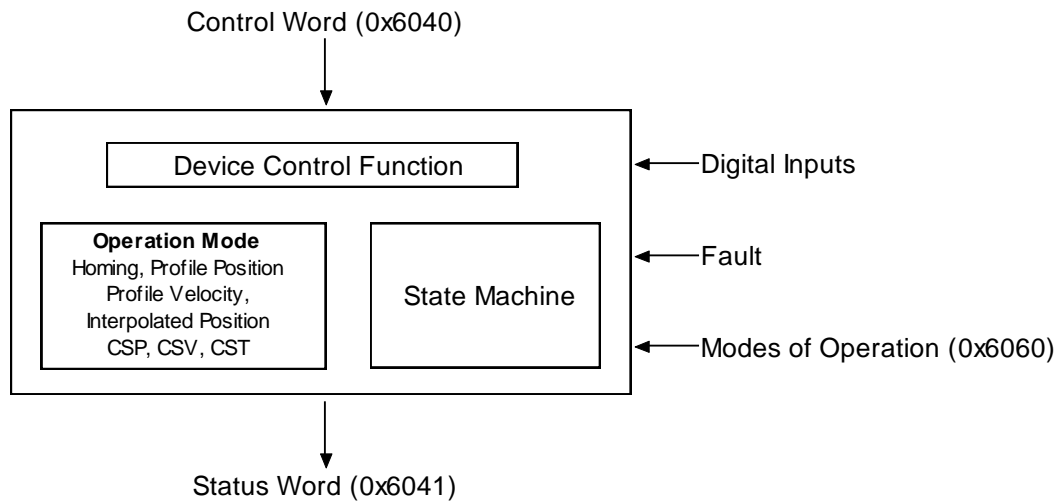 Control Word (0x6040)
Device Control Function
Digital Inputs
Operation Mode
Homing, Profile Position
Profile Velocity,
Interpolated Position
CSP, CSV, CST
State Machine
Fault
Modes of Operation (0x6060)
Status Word (0x6041)